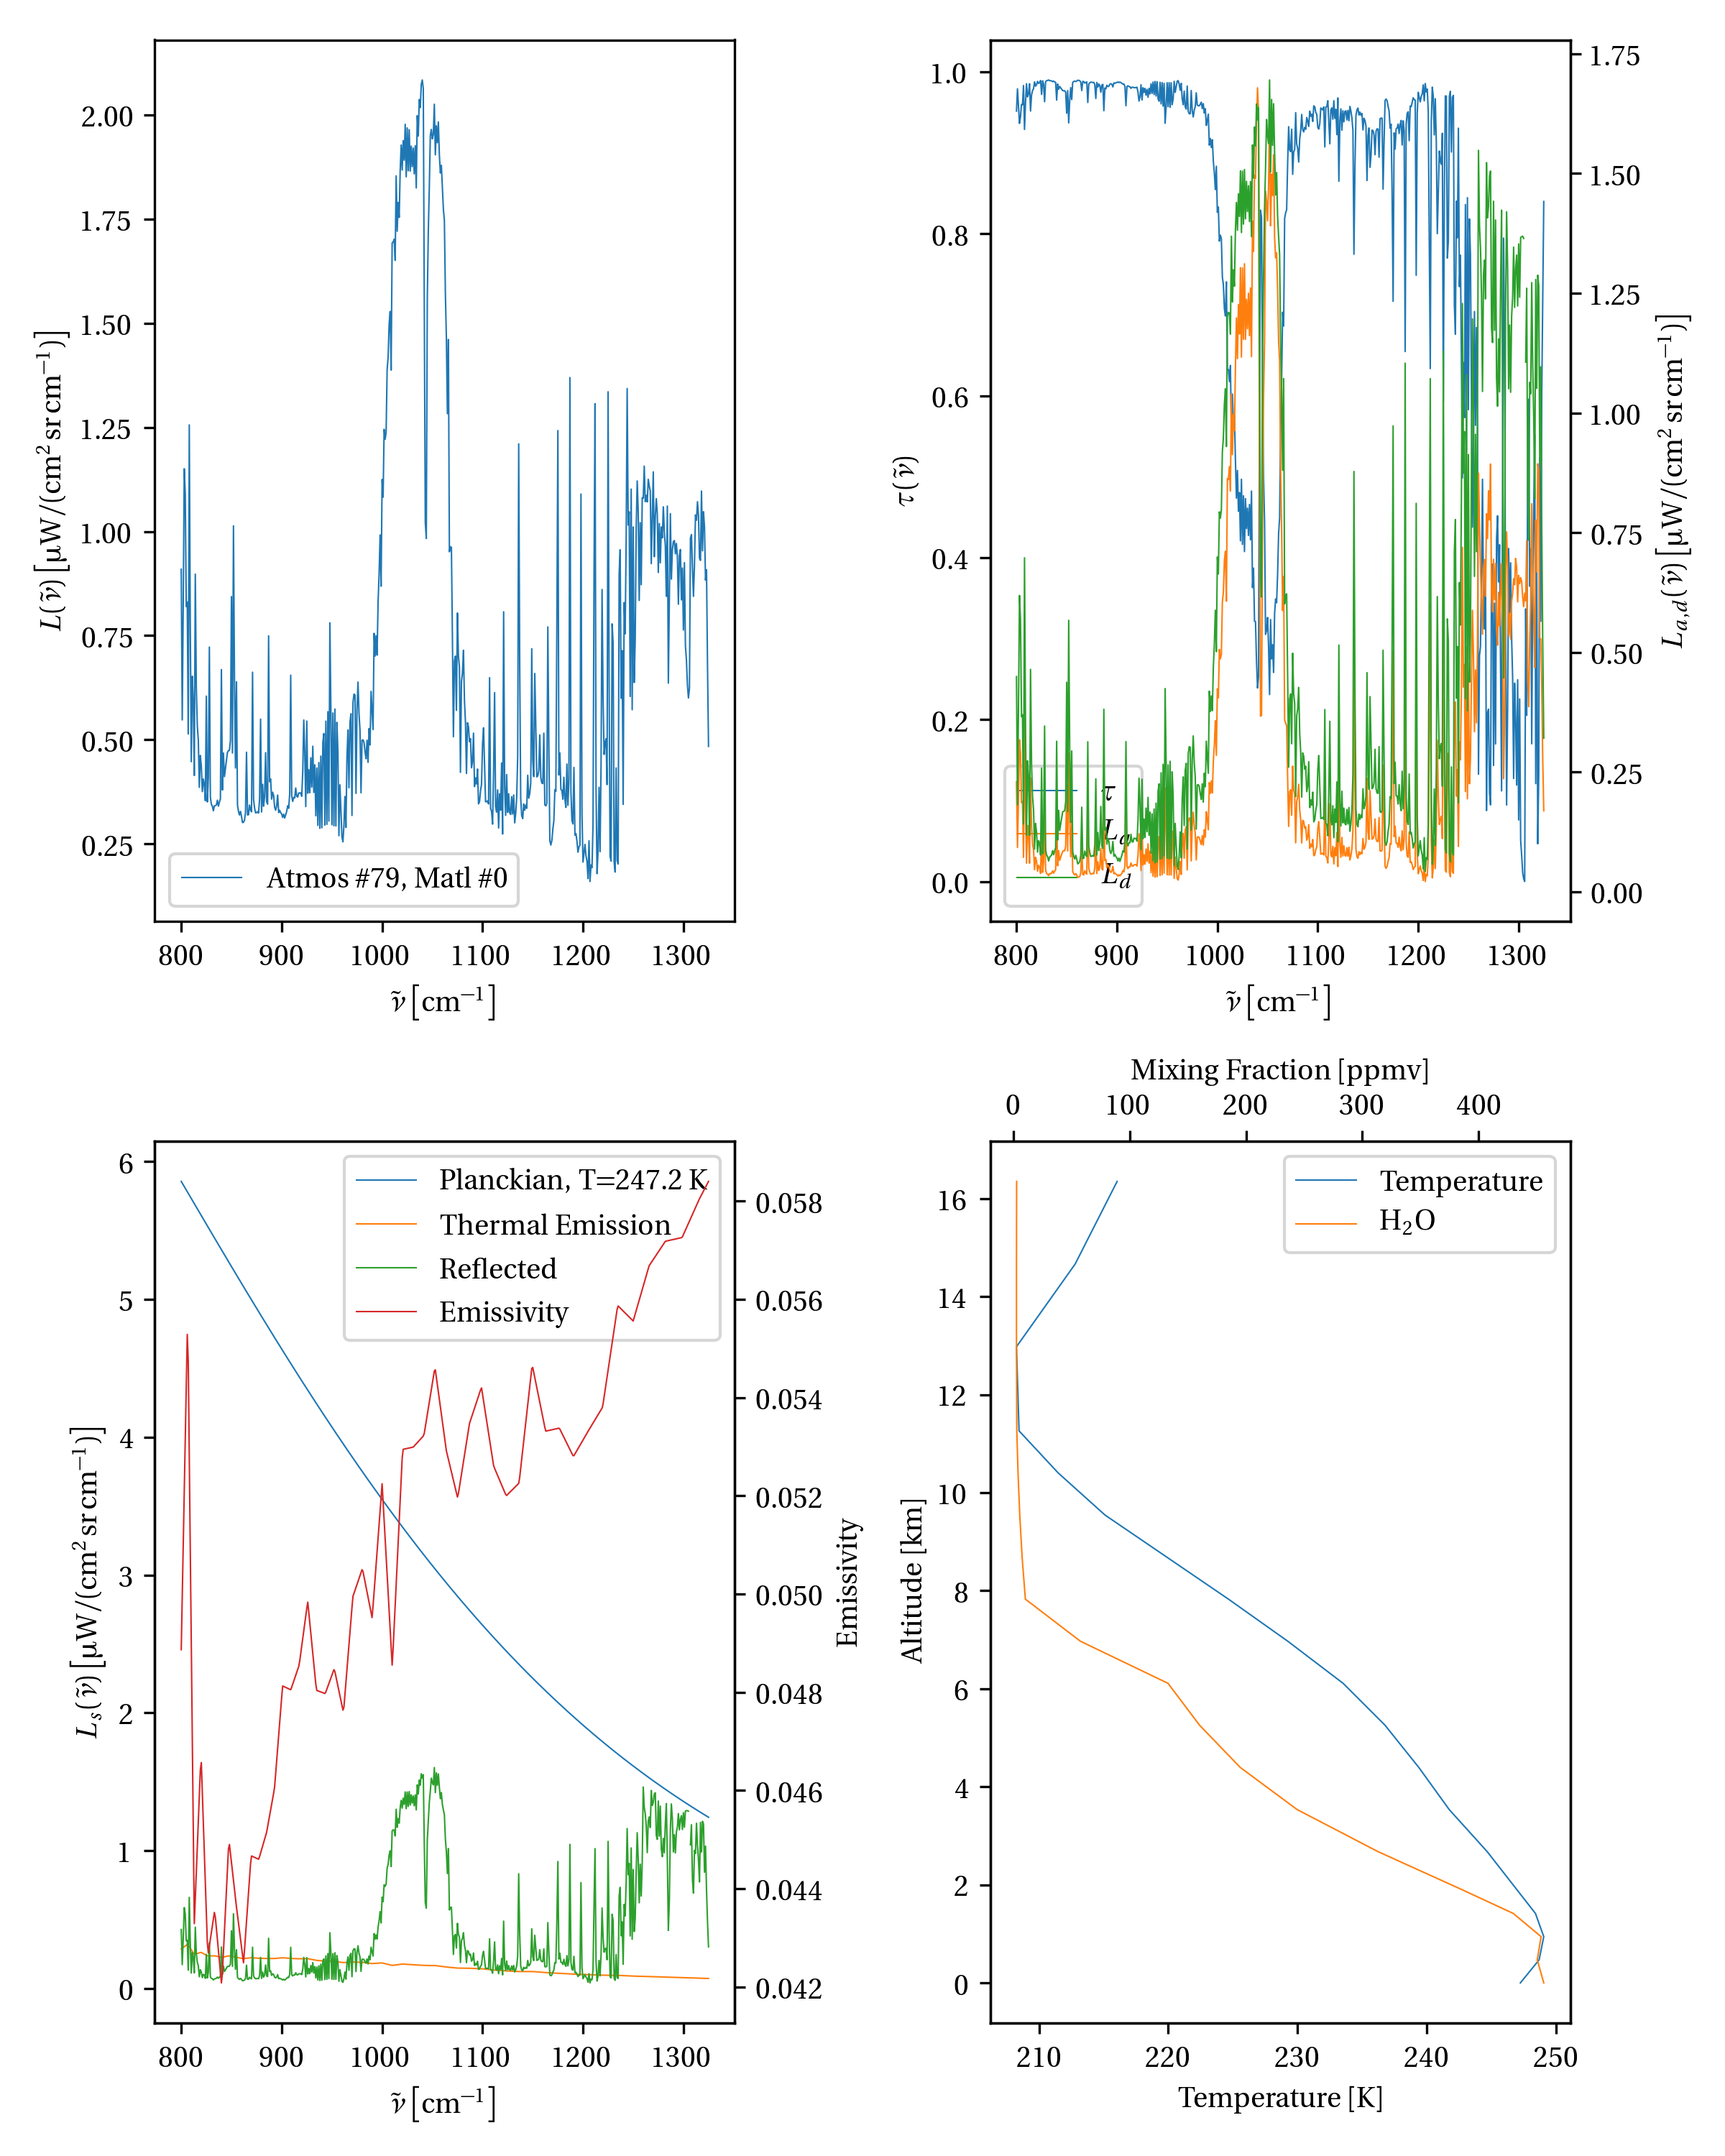 2.00
1.75
1.50
1.25
1.00
0.75
0.50
0.25
L(ν̃) [µW/(cm² sr cm⁻¹)]
Atmos #79, Matl #0
800 900 1000 1100 1200 1300
ν̃ [cm⁻¹]
1.0
0.8
0.6
0.4
0.2
0.0
τ(ν̃)
1.75
1.50
1.25
1.00
0.75
0.50
0.25
0.00
L_{a,d}(ν̃) [µW/(cm² sr cm⁻¹)]
τ
L_a
L_d
800 900 1000 1100 1200 1300
ν̃ [cm⁻¹]
6
5
4
3
2
1
0
L_s(ν̃) [µW/(cm² sr cm⁻¹)]
Planckian, T=247.2 K
Thermal Emission
Reflected
Emissivity
0.058
0.056
0.054
0.052
0.050
0.048
0.046
0.044
0.042
Emissivity
800 900 1000 1100 1200 1300
ν̃ [cm⁻¹]
Mixing Fraction [ppmv]
0 100 200 300 400
16
14
12
10
8
6
4
2
0
Altitude [km]
Temperature
H₂O
210 220 230 240 250
Temperature [K]